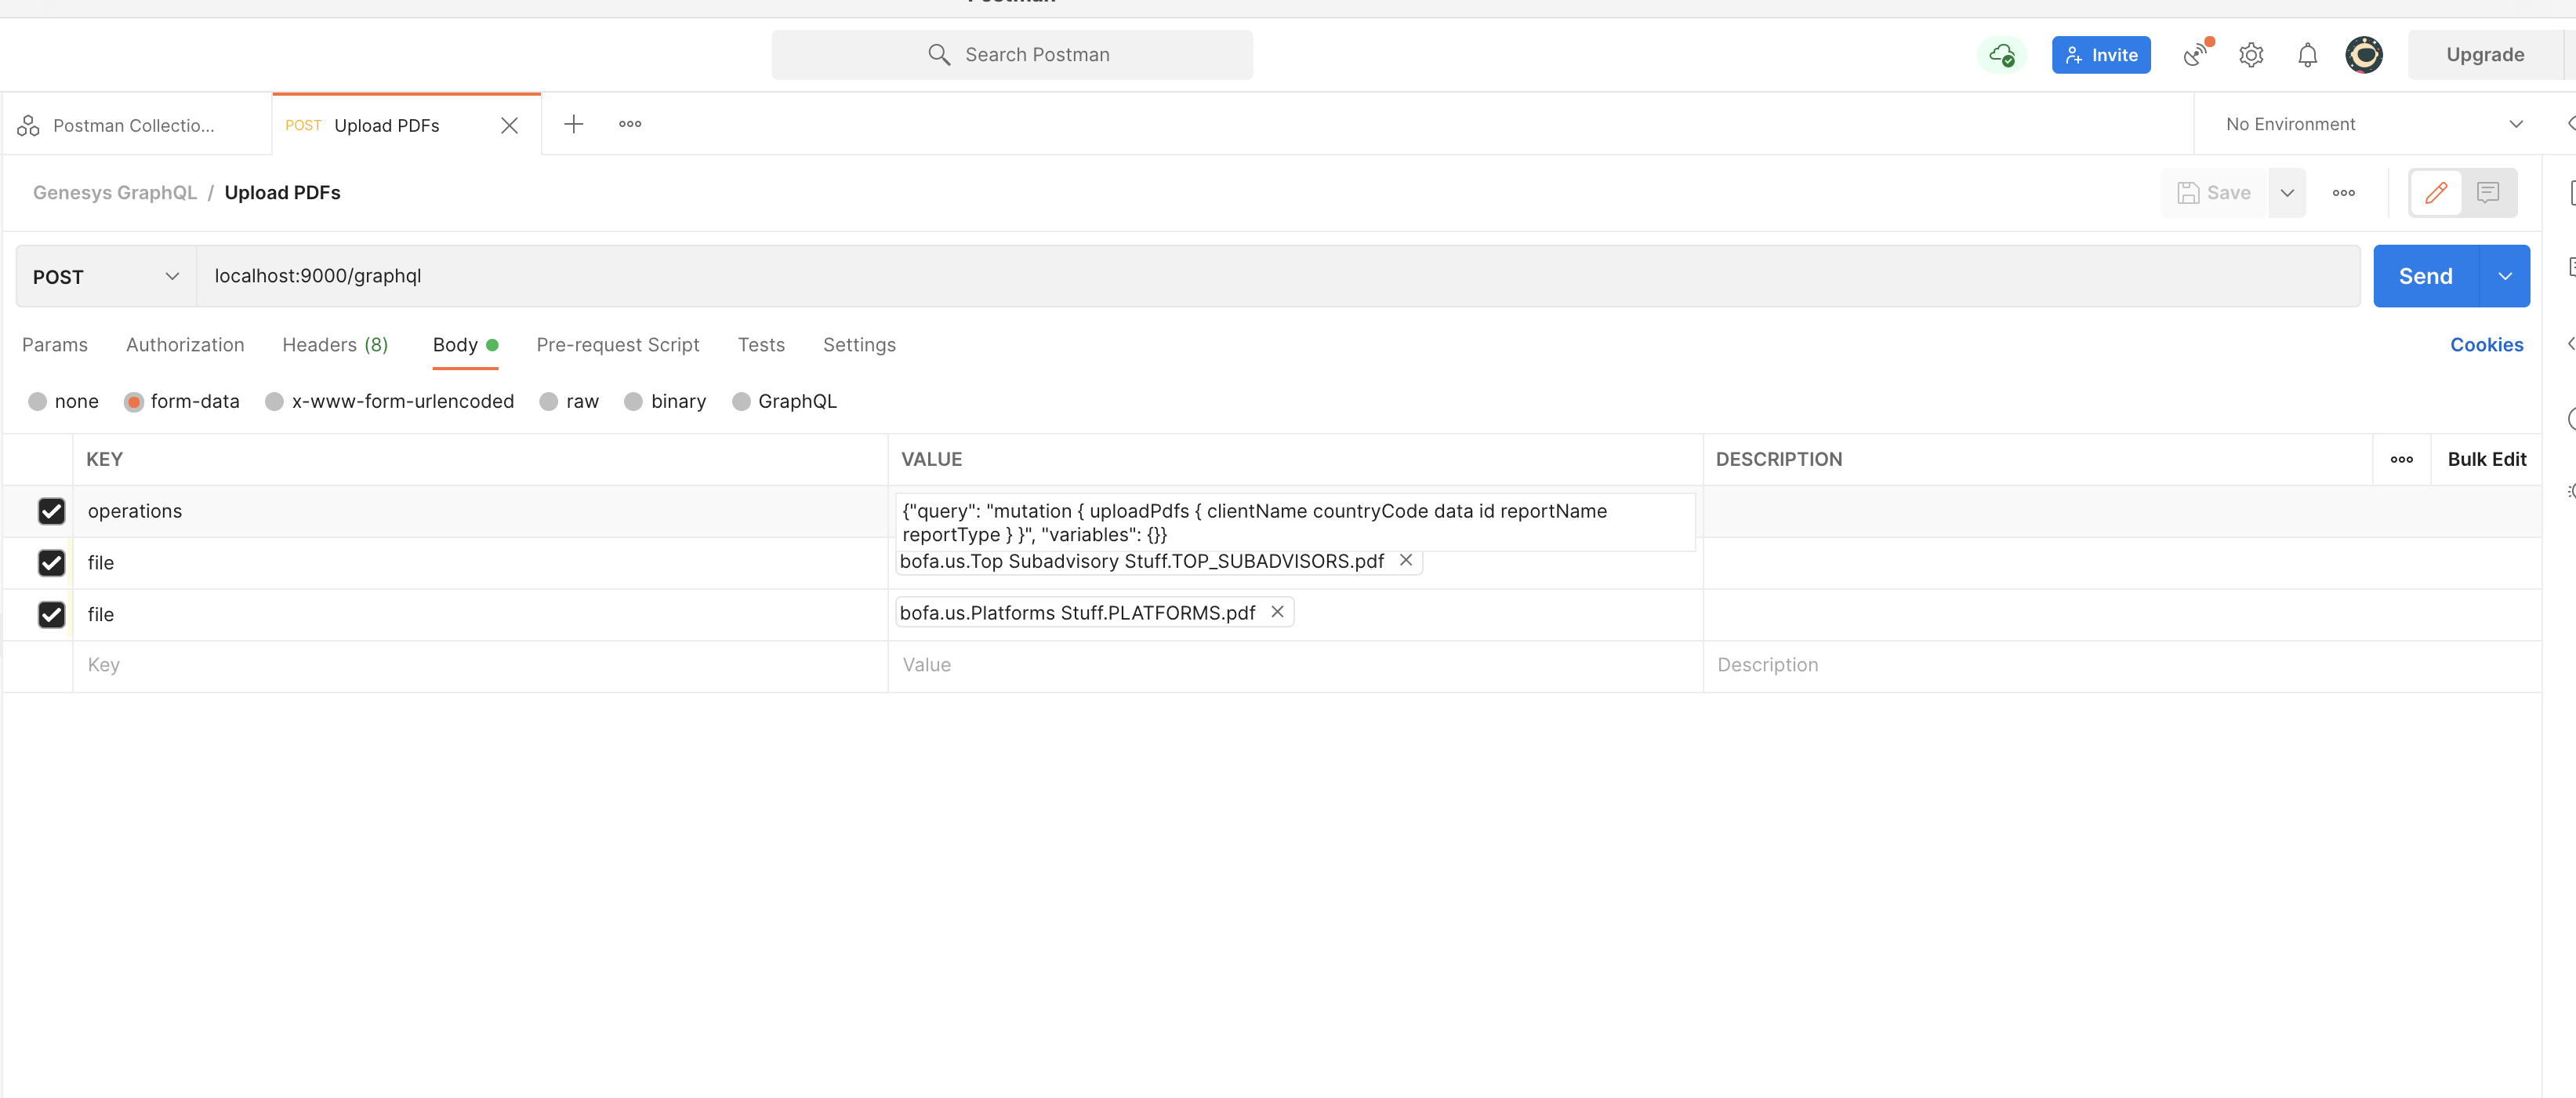 Postman
Search Postman
Invite
Upgrade
Postman Collectio...
POST Upload PDFs
No Environment
Genesys GraphQL / Upload PDFs
Save
POST
localhost:9000/graphql
Send
Params Authorization Headers (8) Body Pre-request Script Tests Settings
Cookies
none form-data x-www-form-urlencoded raw binary GraphQL
KEY VALUE DESCRIPTION Bulk Edit
operations
{"query": "mutation { uploadPdfs { clientName countryCode data id reportName
reportType } }", "variables": {}}
file bofa.us.Top Subadvisory Stuff.TOP_SUBADVISORS.pdf
file bofa.us.Platforms Stuff.PLATFORMS.pdf
Key Value Description